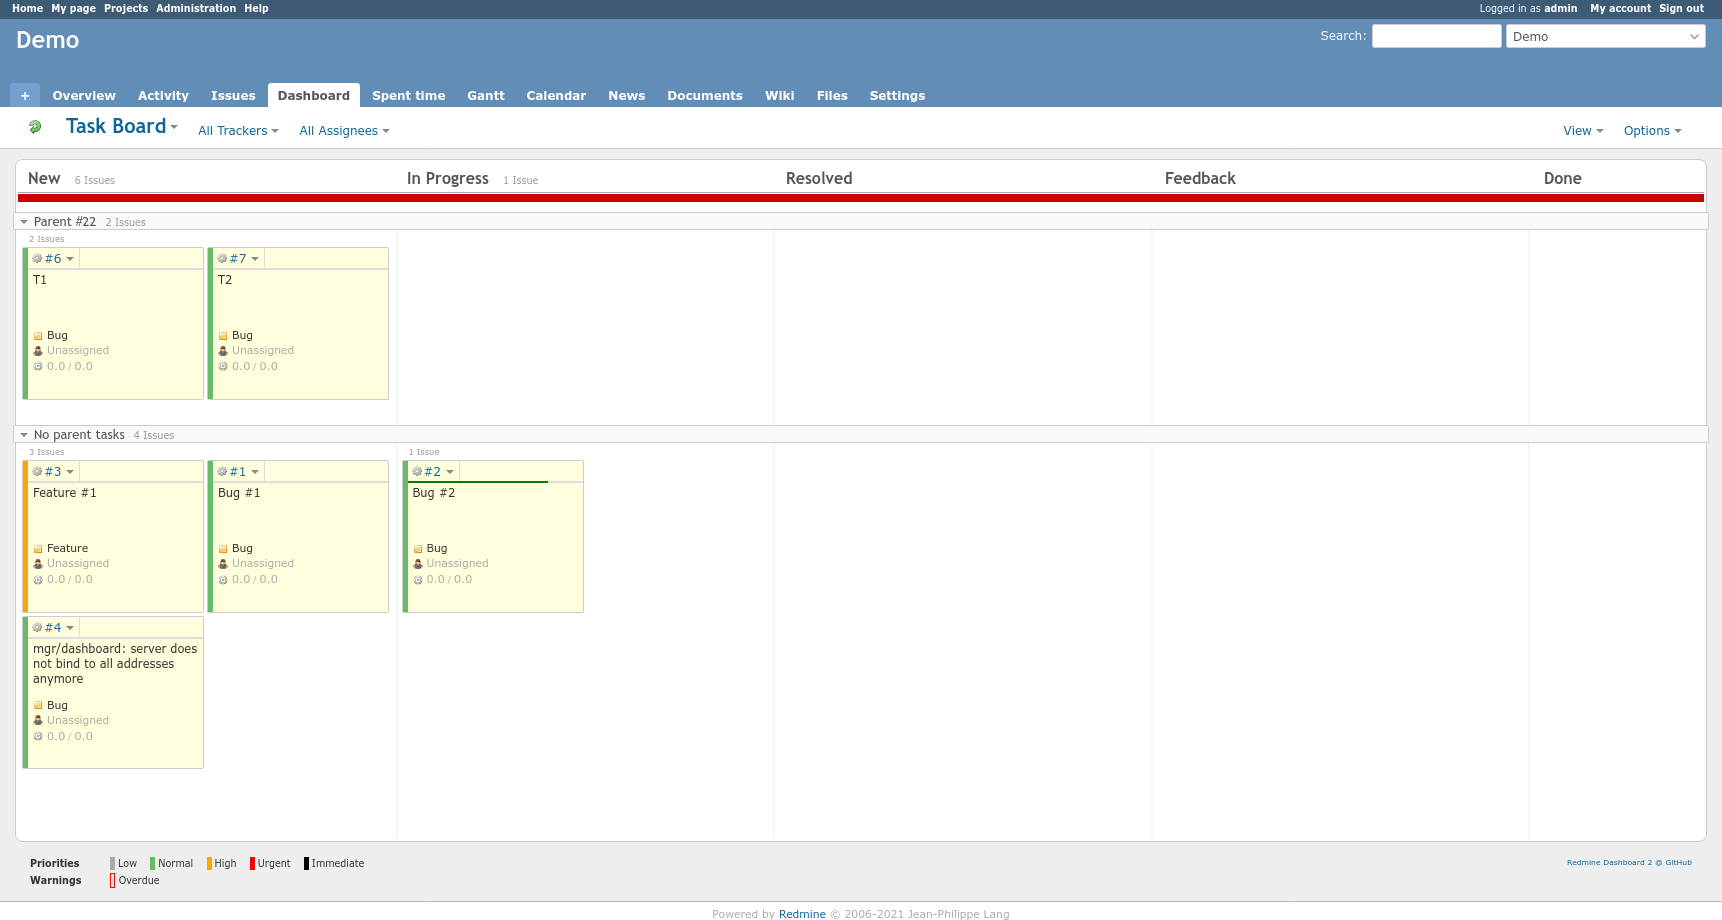 Home My page Projects Administration Help Logged in as admin My account Sign out
Demo Search: Demo
+ Overview Activity Issues Dashboard Spent time Gantt Calendar News Documents Wiki Files Settings
Task Board All Trackers All Assignees View Options
New 6 Issues In Progress 1 Issue Resolved Feedback Done
Parent #22 2 Issues
2 Issues
#6 #7
T1 T2
Bug Bug
Unassigned Unassigned
0.0 / 0.0 0.0 / 0.0
No parent tasks 4 Issues
3 Issues 1 Issue
#3 #1 #2
Feature #1 Bug #1 Bug #2
Feature Bug Bug
Unassigned Unassigned Unassigned
0.0 / 0.0 0.0 / 0.0 0.0 / 0.0
#4
mgr/dashboard: server does
not bind to all addresses
anymore
Bug
Unassigned
0.0 / 0.0
Priorities Low Normal High Urgent Immediate Redmine Dashboard 2 @ GitHub
Warnings Overdue
Powered by Redmine © 2006-2021 Jean-Philippe Lang